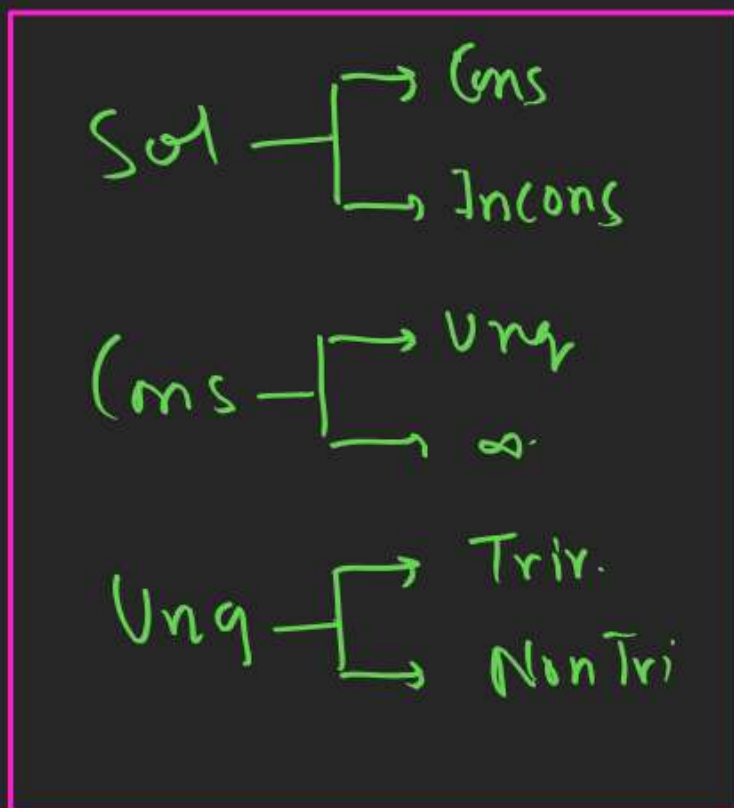 Sol → Cons
→ Incons
Cons → Unq
→ ∞.
Unq → Triv.
→ NonTri